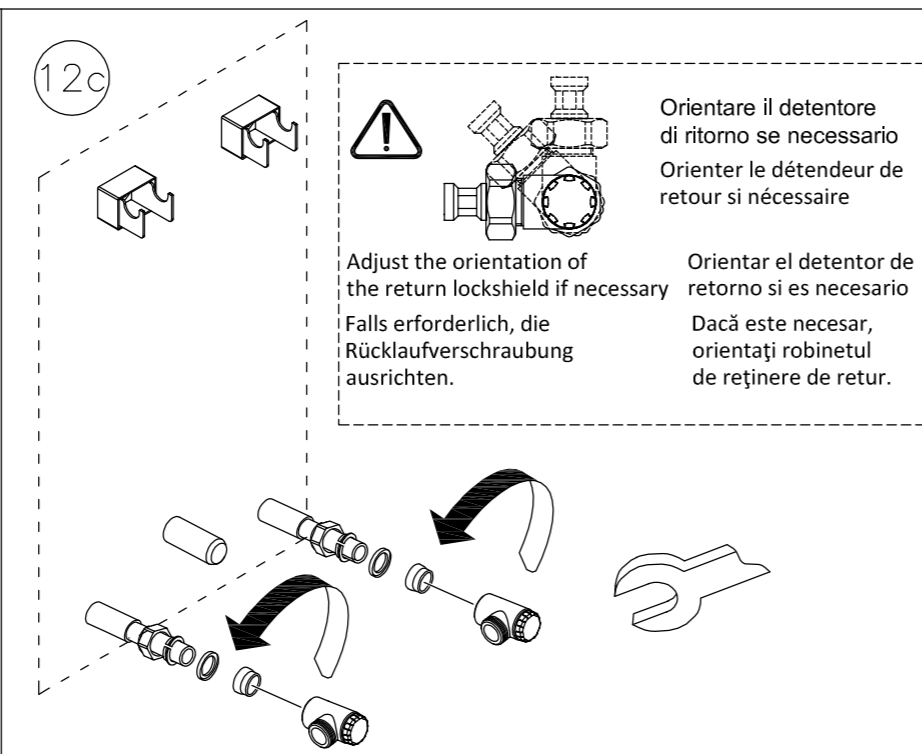 12c
Orientare il detentore
di ritorno se necessario
Orienter le détendeur de
retour si nécessaire
Adjust the orientation of
the return lockshield if necessary
Orientar el detentor de
retorno si es necesario
Falls erforderlich, die
Rücklaufverschraubung
ausrichten.
Dacă este necesar,
orientaţi robinetul
de reţinere de retur.